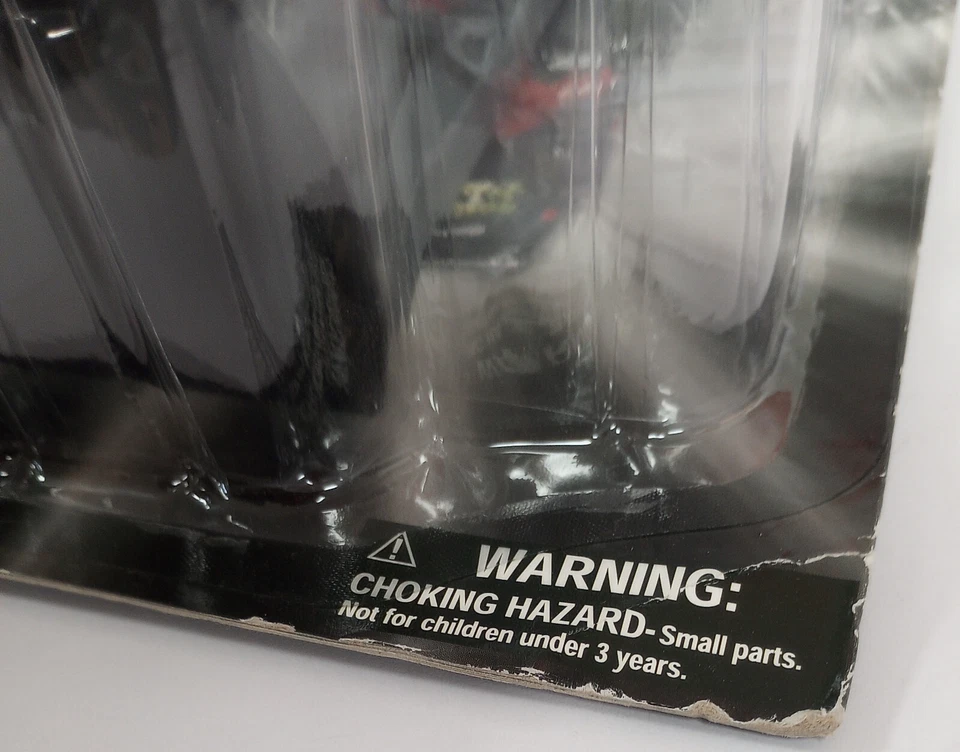 WARNING:
CHOKING HAZARD-Small parts.
Not for children under 3 years.